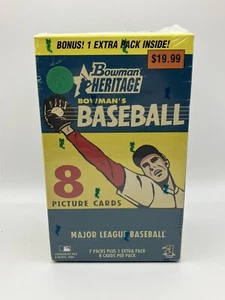 BONUS! 1 EXTRA PACK INSIDE!
$19.99
Bowman
HERITAGE
BOWMAN'S
BASEBALL
8
PICTURE CARDS
MAJOR LEAGUE BASEBALL
7 PACKS PLUS 1 EXTRA PACK
8 CARDS PER PACK